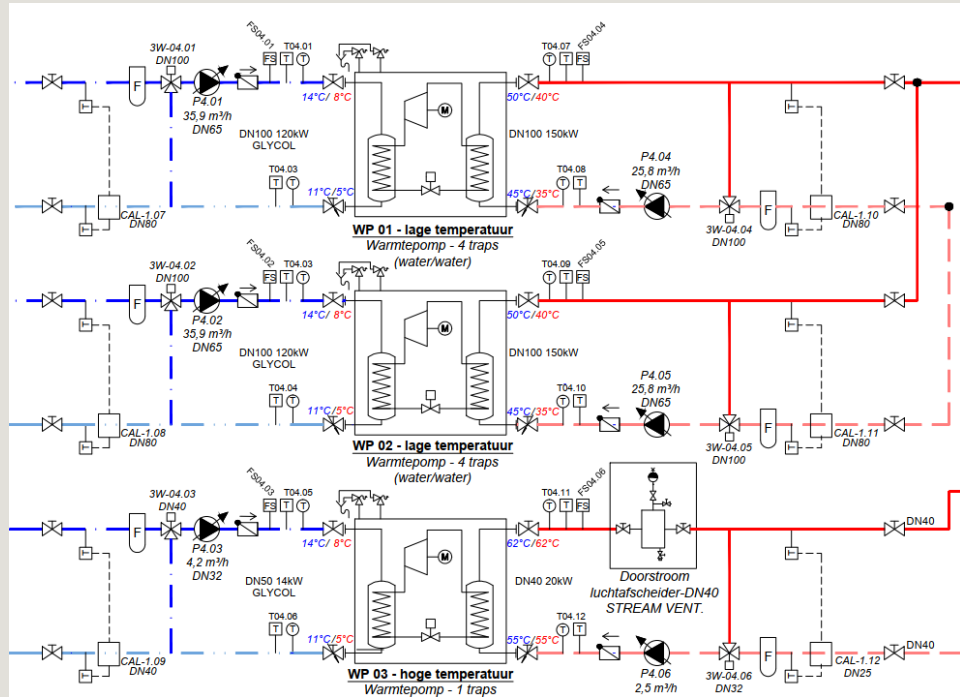 FS04.01
T04.01
T04.07
FS04.04
3W-04.01
DN100
FS
T
T
T
T
FS
F
P4.01
35,9 m³/h
DN65
14°C/ 8°C
M
50°C/40°C
DN100 120kW
GLYCOL
DN100 150kW
T04.03
T04.08
P4.04
25,8 m³/h
DN65
T
T
T
T
11°C/5°C
45°C/35°C
F
CAL-1.07
DN80
3W-04.04
DN100
CAL-1.10
DN80
WP 01 - lage temperatuur
Warmtepomp - 4 traps
(water/water)
FS04.02
T04.03
T04.09
FS04.05
3W-04.02
DN100
FS
T
T
T
T
FS
F
P4.02
35,9 m³/h
DN65
14°C/ 8°C
M
50°C/40°C
DN100 120kW
GLYCOL
DN100 150kW
T04.04
T04.10
P4.05
25,8 m³/h
DN65
T
T
T
T
11°C/5°C
45°C/35°C
F
CAL-1.08
DN80
3W-04.05
DN100
CAL-1.11
DN80
WP 02 - lage temperatuur
Warmtepomp - 4 traps
(water/water)
FS04.03
T04.05
T04.11
FS04.06
3W-04.03
DN40
FS
T
T
T
T
FS
F
P4.03
4,2 m³/h
DN32
14°C/ 8°C
M
62°C/62°C
DN40
DN50 14kW
GLYCOL
DN40 20kW
Doorstroom
luchtafscheider-DN40
STREAM VENT.
T04.06
T04.12
T
T
T
T
11°C/5°C
55°C/55°C
F
DN40
CAL-1.09
DN40
P4.06
2,5 m³/h
3W-04.06
DN32
CAL-1.12
DN25
WP 03 - hoge temperatuur
Warmtepomp - 1 traps